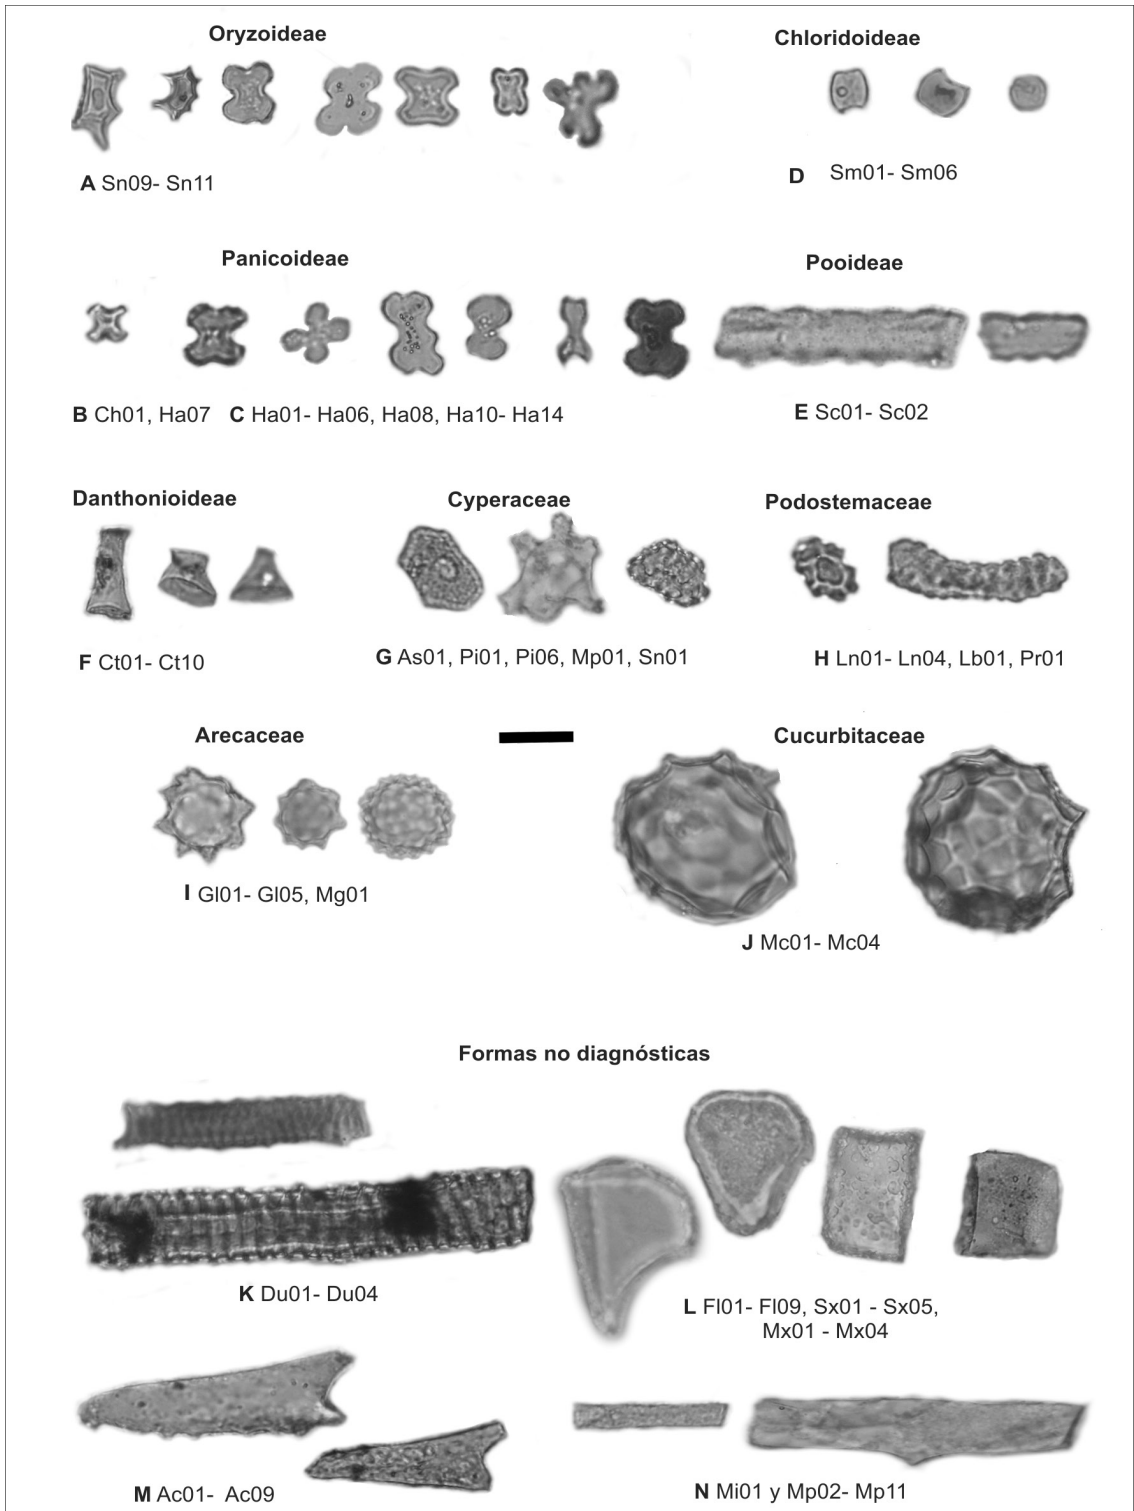 Oryzoideae
Chloridoideae
A Sn09- Sn11
D Sm01- Sm06
Panicoideae
Pooideae
B Ch01, Ha07 C Ha01- Ha06, Ha08, Ha10- Ha14
E Sc01- Sc02
Danthonioideae
Cyperaceae
Podostemaceae
F Ct01- Ct10
G As01, Pi01, Pi06, Mp01, Sn01
H Ln01- Ln04, Lb01, Pr01
Arecaceae
Cucurbitaceae
I Gl01- Gl05, Mg01
J Mc01- Mc04
Formas no diagnósticas
K Du01- Du04
L Fl01- Fl09, Sx01 - Sx05,
Mx01 - Mx04
M Ac01- Ac09
N Mi01 y Mp02- Mp11